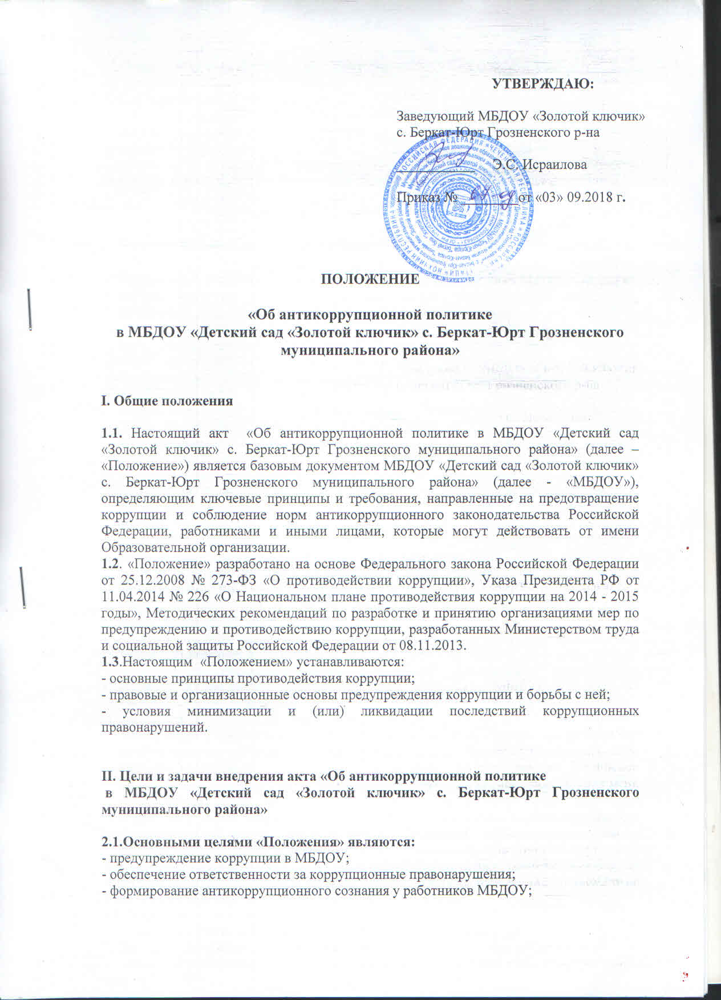 УТВЕРЖДАЮ:
Заведующий МБДОУ «Золотой ключик»
с. Беркат-Юрт Грозненского р-на
Э.С. Исраилова
Приказ № от «03» 09.2018 г.
ПОЛОЖЕНИЕ
«Об антикоррупционной политике
в МБДОУ «Детский сад «Золотой ключик» с. Беркат-Юрт Грозненского
муниципального района»
I. Общие положения
1.1. Настоящий акт «Об антикоррупционной политике в МБДОУ «Детский сад
«Золотой ключик» с. Беркат-Юрт Грозненского муниципального района» (далее –
«Положение») является базовым документом МБДОУ «Детский сад «Золотой ключик»
с. Беркат-Юрт Грозненского муниципального района» (далее - «МБДОУ»),
определяющим ключевые принципы и требования, направленные на предотвращение
коррупции и соблюдение норм антикоррупционного законодательства Российской
Федерации, работниками и иными лицами, которые могут действовать от имени
Образовательной организации.
1.2. «Положение» разработано на основе Федерального закона Российской Федерации
от 25.12.2008 № 273-ФЗ «О противодействии коррупции», Указа Президента РФ от
11.04.2014 № 226 «О Национальном плане противодействия коррупции на 2014 - 2015
годы», Методических рекомендаций по разработке и принятию организациями мер по
предупреждению и противодействию коррупции, разработанных Министерством труда
и социальной защиты Российской Федерации от 08.11.2013.
1.3.Настоящим «Положением» устанавливаются:
- основные принципы противодействия коррупции;
- правовые и организационные основы предупреждения коррупции и борьбы с ней;
- условия минимизации и (или) ликвидации последствий коррупционных
правонарушений.
II. Цели и задачи внедрения акта «Об антикоррупционной политике
в МБДОУ «Детский сад «Золотой ключик» с. Беркат-Юрт Грозненского
муниципального района»
2.1.Основными целями «Положения» являются:
- предупреждение коррупции в МБДОУ;
- обеспечение ответственности за коррупционные правонарушения;
- формирование антикоррупционного сознания у работников МБДОУ;